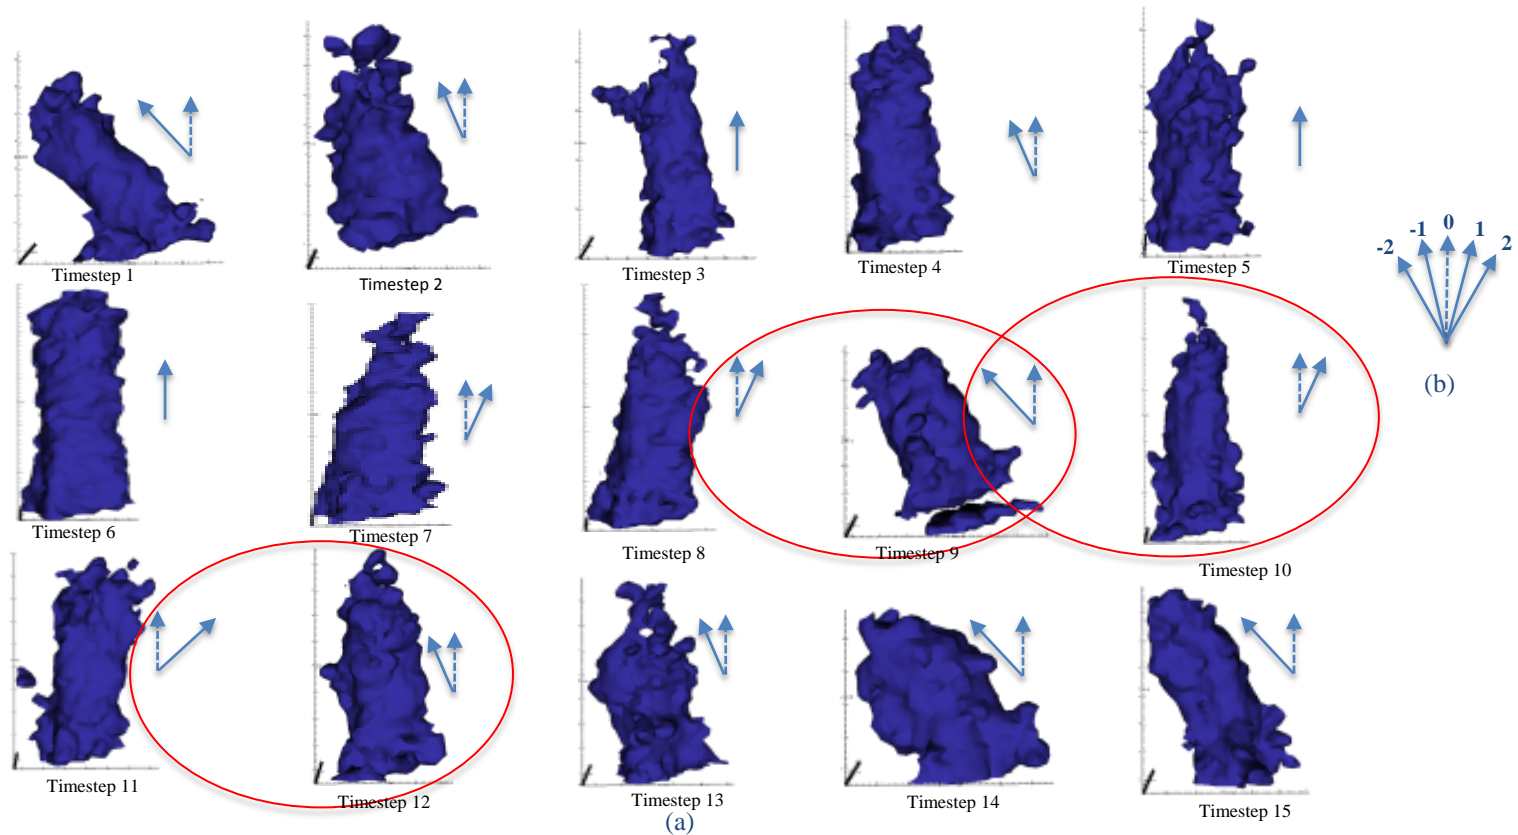 Timestep 1
Timestep 2
Timestep 3
Timestep 4
Timestep 5
-2
-1
0
1
2
(b)
Timestep 6
Timestep 7
Timestep 8
Timestep 9
Timestep 10
Timestep 11
Timestep 12
Timestep 13
Timestep 14
Timestep 15
(a)